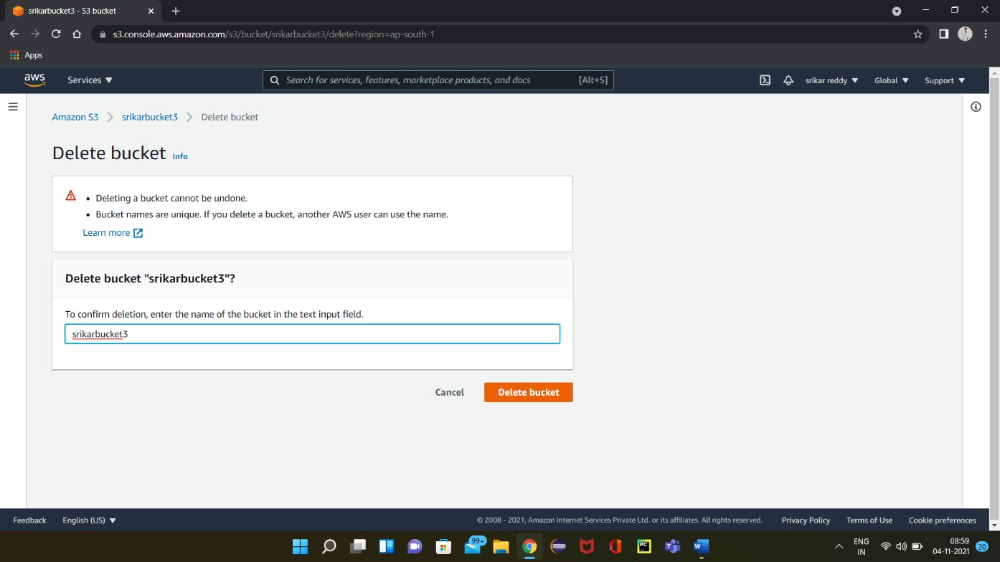 srikarbucket3 - S3 bucket
s3.console.aws.amazon.com/s3/bucket/srikarbucket3/delete?region=ap-south-1
Apps
aws
Services
Search for services, features, marketplace products, and docs [Alt+S]
srikar reddy
Global
Support
Amazon S3
srikarbucket3
Delete bucket
Delete bucket Info
Deleting a bucket cannot be undone.
Bucket names are unique. If you delete a bucket, another AWS user can use the name.
Learn more
Delete bucket "srikarbucket3"?
To confirm deletion, enter the name of the bucket in the text input field.
srikarbucket3
Cancel
Delete bucket
Feedback
English (US)
© 2008 - 2021, Amazon Internet Services Private Ltd. or its affiliates. All rights reserved.
Privacy Policy
Terms of Use
Cookie preferences
99+
PC
T
W
ENG
IN
08:59
04-11-2021
20